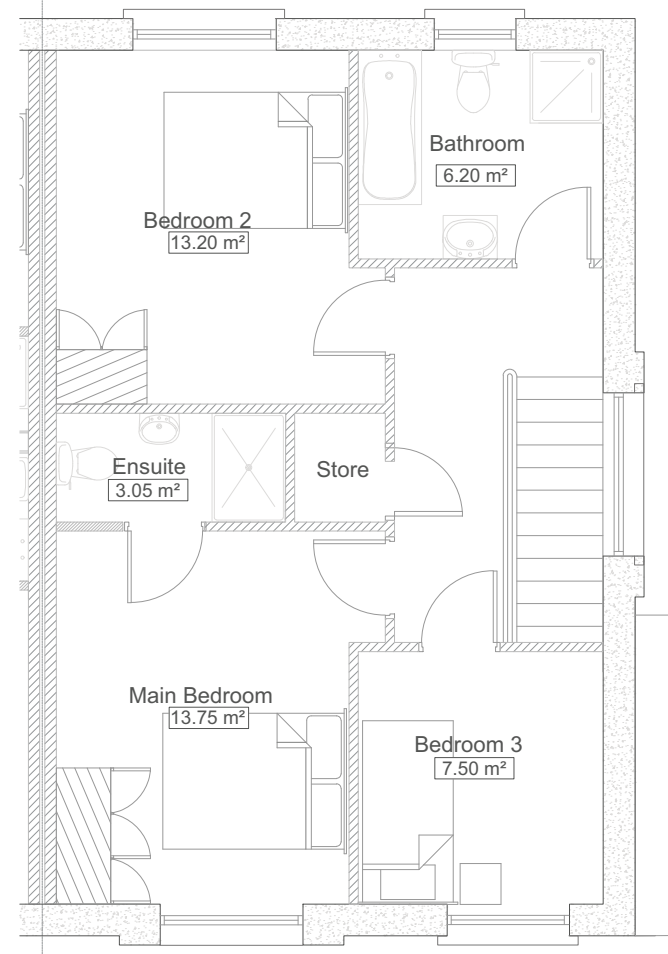 Bathroom
6.20 m²
Bedroom 2
13.20 m²
Ensuite
3.05 m²
Store
Main Bedroom
13.75 m²
Bedroom 3
7.50 m²